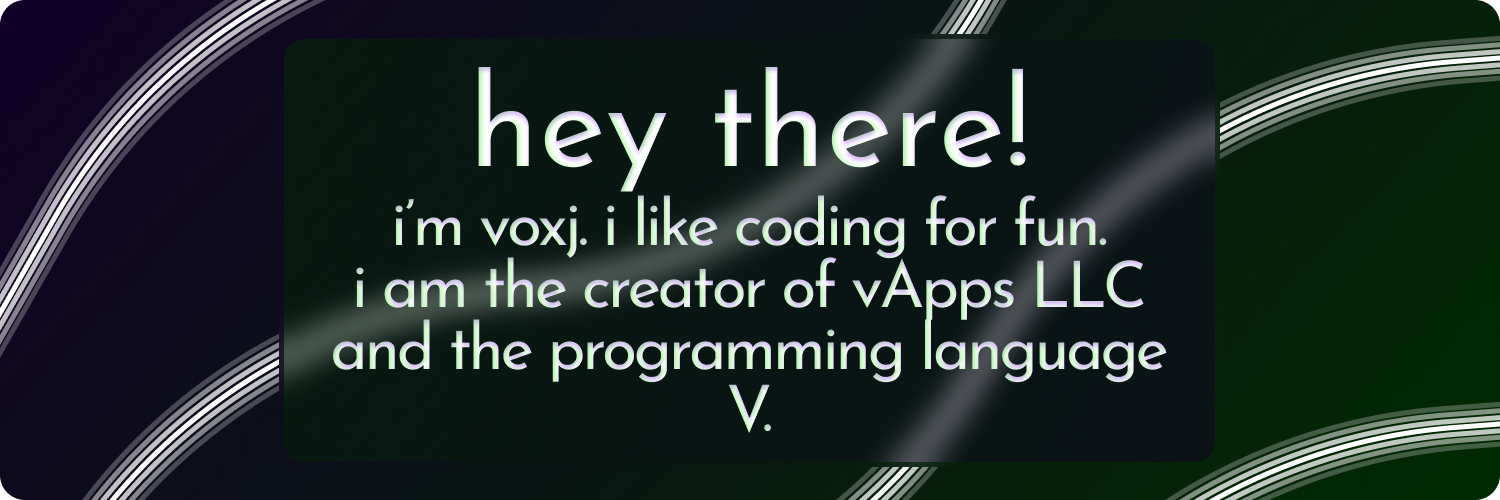 hey there!
i'm voxj. i like coding for fun.
i am the creator of vApps LLC
and the programming language
V.